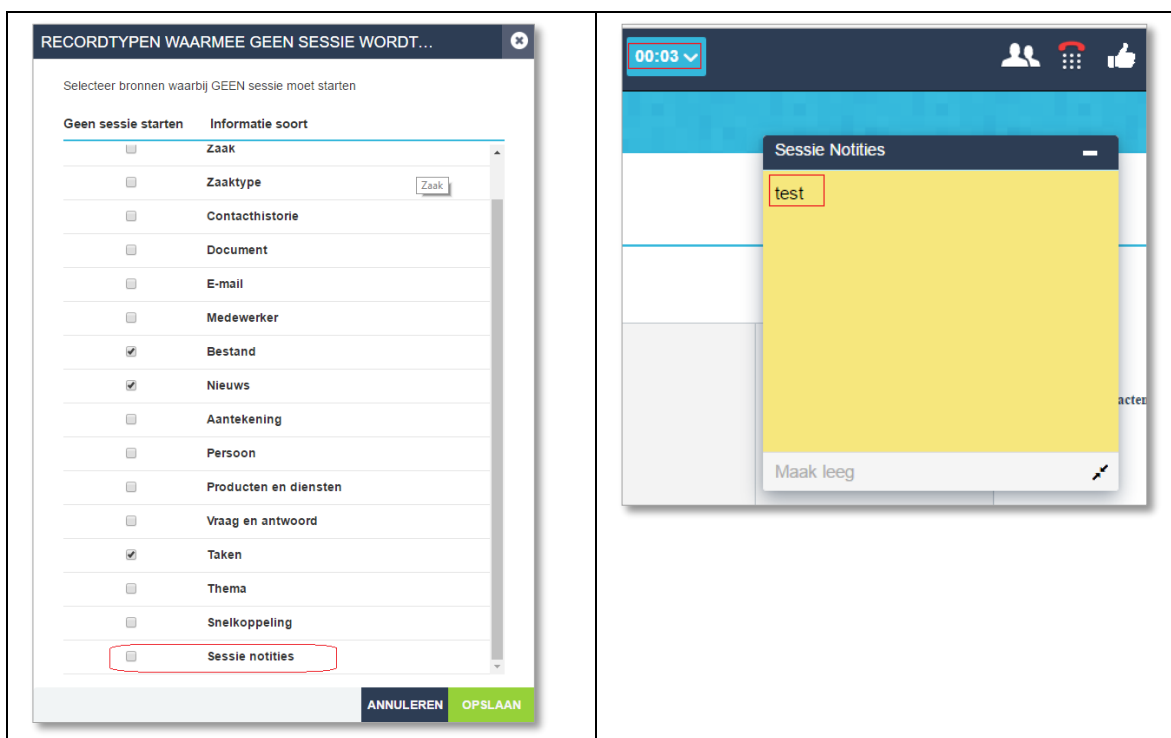 RECORDTYPEN WAARMEE GEEN SESSIE WORDT...
Selecteer bronnen waarbij GEEN sessie moet starten
Geen sessie starten Informatie soort
Zaak
Zaaktype
Zaak
Contacthistorie
Document
E-mail
Medewerker
Bestand
Nieuws
Aantekening
Persoon
Producten en diensten
Vraag en antwoord
Taken
Thema
Snelkoppeling
Sessie notities
ANNULEREN OPSLAAN
00:03
Sessie Notities
test
Maak leeg